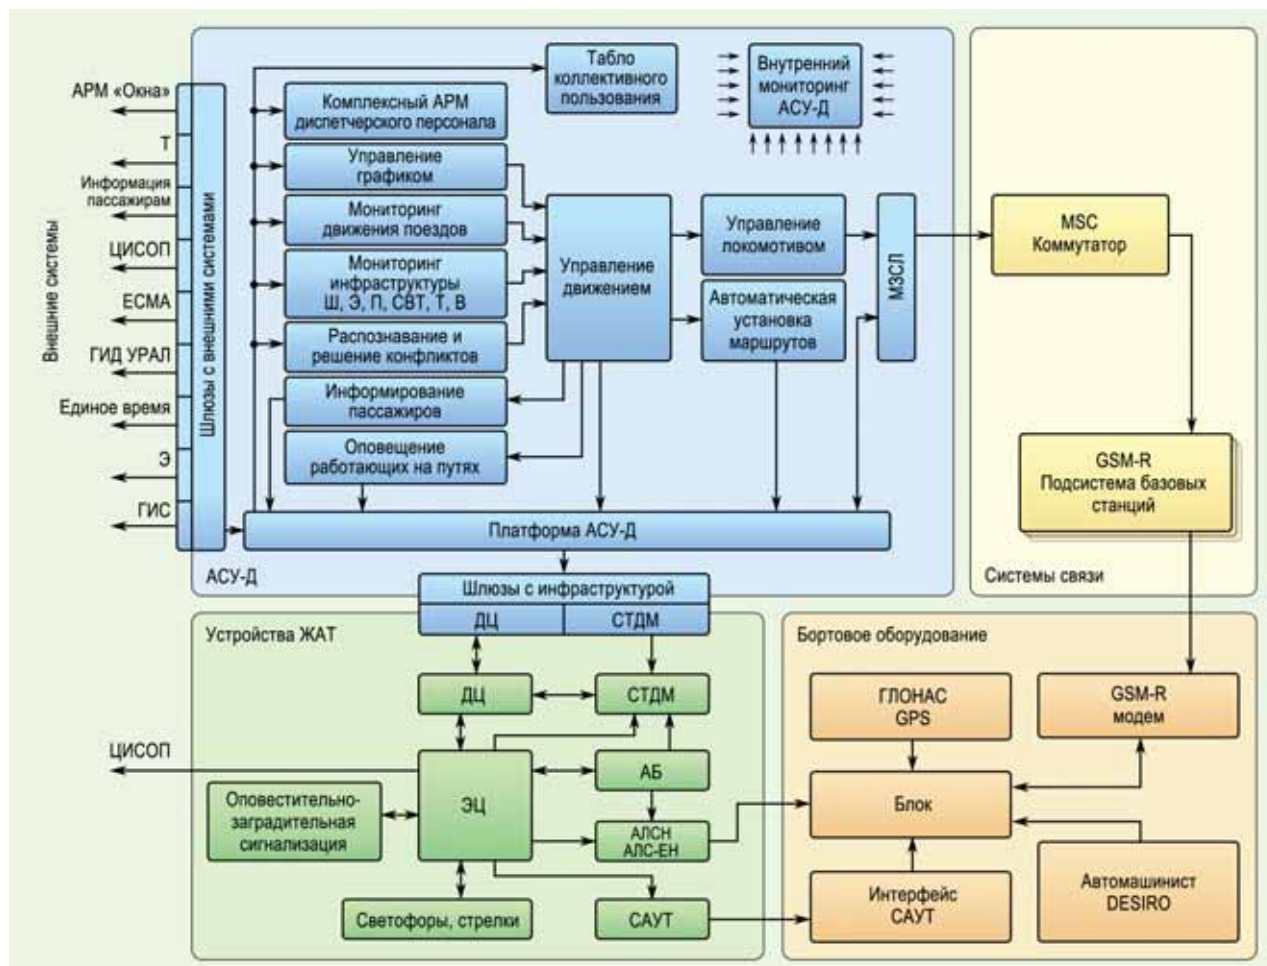 Внешние системы
АРМ «Окна»
Т
Информация
пассажирам
ЦИСОП
ЕСМА
ГИД УРАЛ
Единое время
Э
ГИС
Шлюзы с внешними системами
Табло
коллективного
пользования
Внутренний
мониторинг
АСУ-Д
Комплексный АРМ
диспетчерского персонала
Управление
графиком
Мониторинг
движения поездов
Мониторинг
инфраструктуры
Ш, Э, П, СВТ, Т, В
Распознавание и
решение конфликтов
Информирование
пассажиров
Оповещение
работающих на путях
Управление
движением
Управление
локомотивом
Автоматическая
установка
маршрутов
МЗСЛ
Платформа АСУ-Д
АСУ-Д
MSC
Коммутатор
GSM-R
Подсистема базовых
станций
Системы связи
Шлюзы с инфраструктурой
ДЦ
СТДМ
Устройства ЖАТ
ДЦ
СТДМ
ЦИСОП
ЭЦ
АБ
Оповестительно-
заградительная
сигнализация
АЛСН
АЛС-ЕН
Светофоры, стрелки
САУТ
Бортовое оборудование
ГЛОНАС
GPS
GSM-R
модем
Блок
Интерфейс
САУТ
Автомашинист
DESIRO